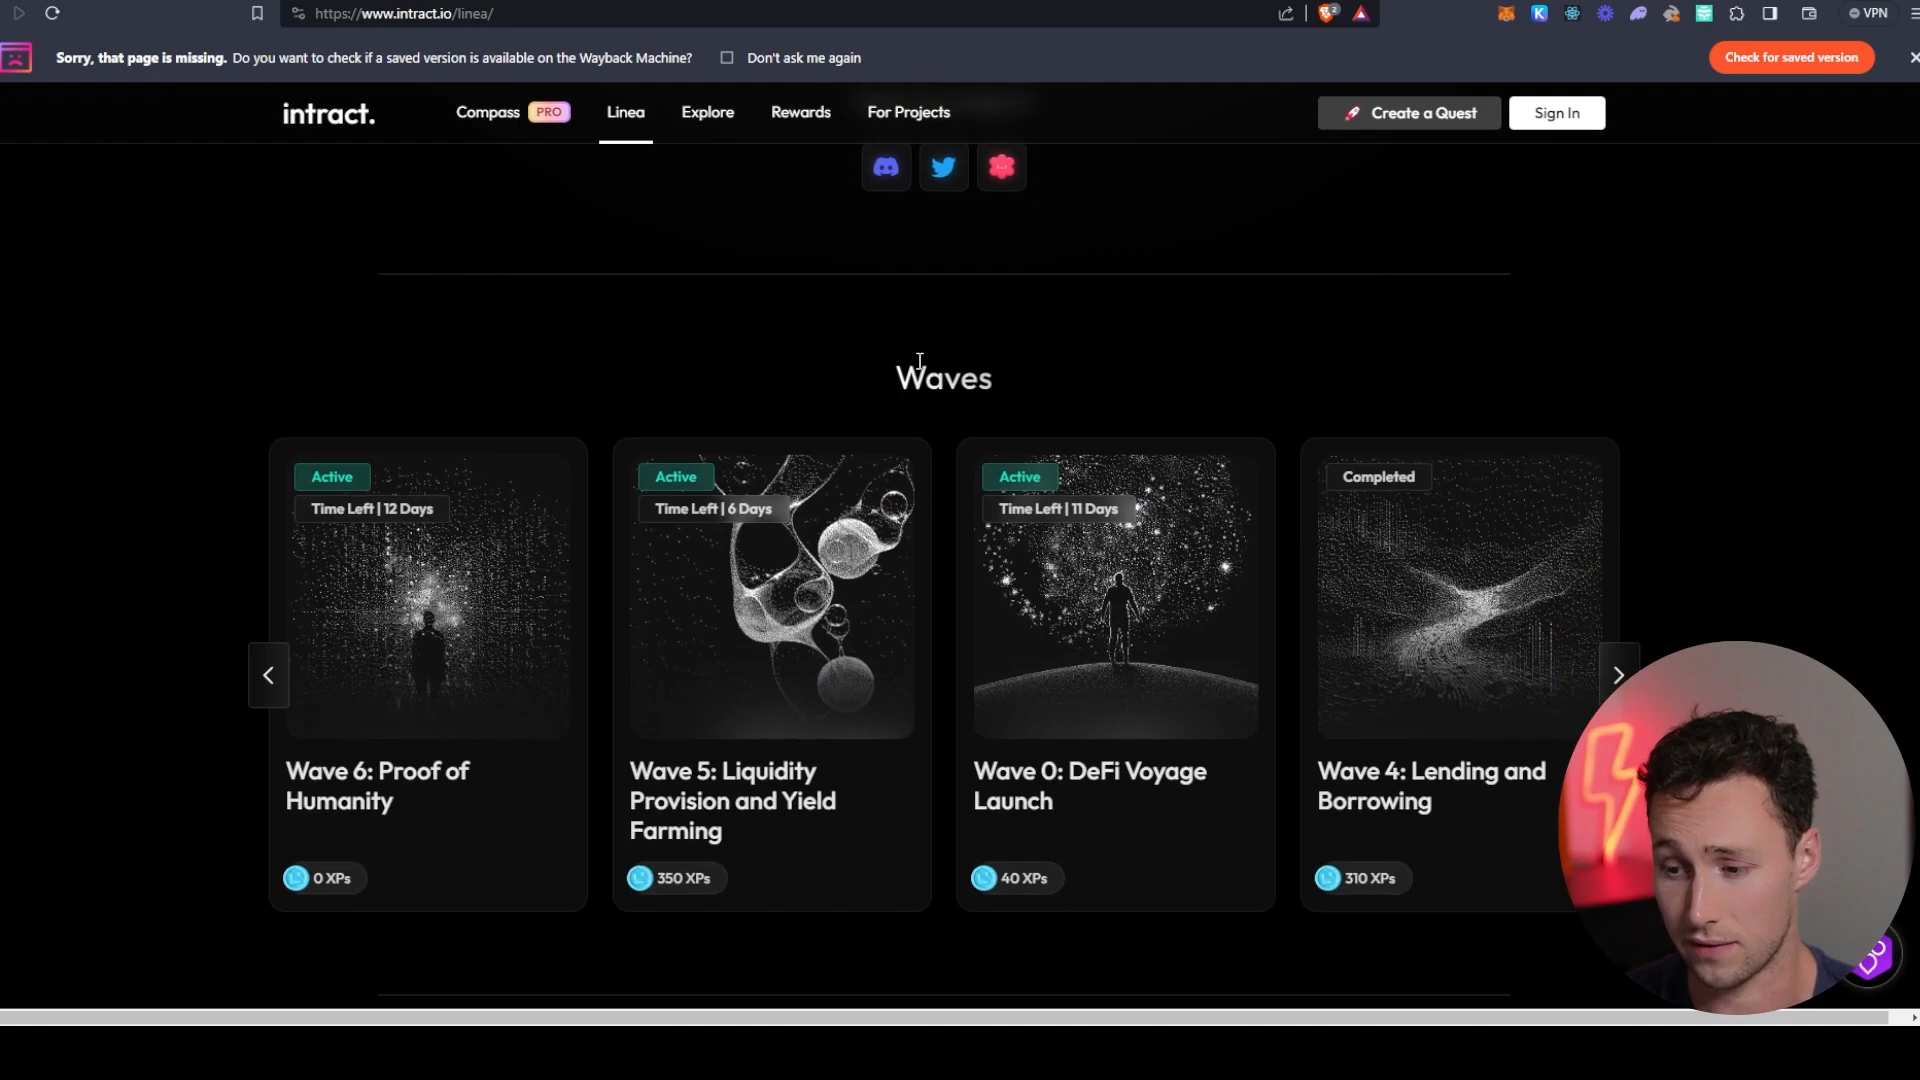 https://www.intract.io/linea/
2
VPN
Sorry, that page is missing. Do you want to check if a saved version is available on the Wayback Machine?
Don't ask me again
Check for saved version
intract.
Compass PRO
Linea
Explore
Rewards
For Projects
Create a Quest
Sign In
Waves
Active
Time Left | 12 Days
Wave 6: Proof of
Humanity
0 XPs
Active
Time Left | 6 Days
Wave 5: Liquidity
Provision and Yield
Farming
350 XPs
Active
Time Left | 11 Days
Wave 0: DeFi Voyage
Launch
40 XPs
Completed
Wave 4: Lending and
Borrowing
310 XPs